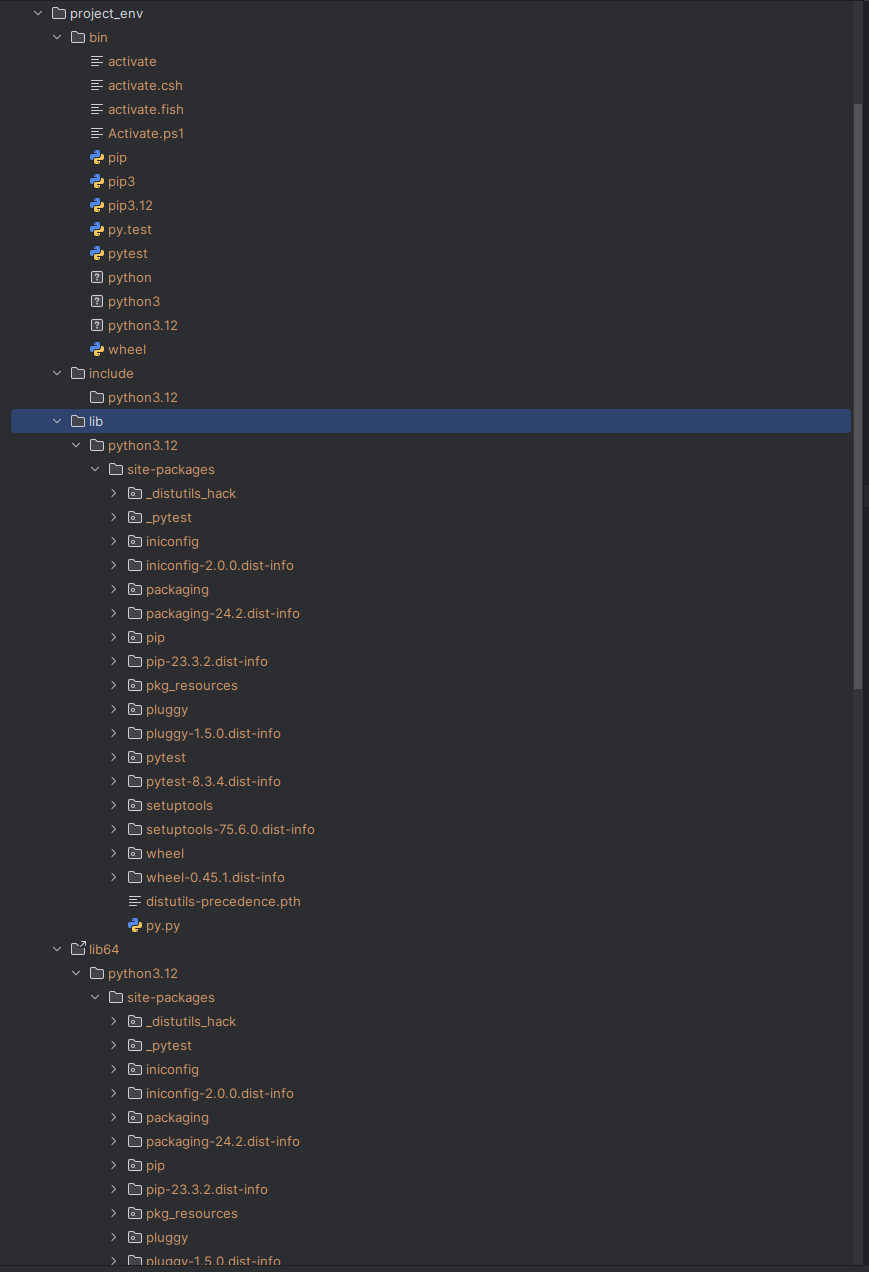 project_env
bin
activate
activate.csh
activate.fish
Activate.ps1
pip
pip3
pip3.12
py.test
pytest
python
python3
python3.12
wheel
include
python3.12
lib
python3.12
site-packages
_distutils_hack
_pytest
iniconfig
iniconfig-2.0.0.dist-info
packaging
packaging-24.2.dist-info
pip
pip-23.3.2.dist-info
pkg_resources
pluggy
pluggy-1.5.0.dist-info
pytest
pytest-8.3.4.dist-info
setuptools
setuptools-75.6.0.dist-info
wheel
wheel-0.45.1.dist-info
distutils-precedence.pth
py.py
lib64
python3.12
site-packages
_distutils_hack
_pytest
iniconfig
iniconfig-2.0.0.dist-info
packaging
packaging-24.2.dist-info
pip
pip-23.3.2.dist-info
pkg_resources
pluggy
pluggy-1.5.0.dist-info